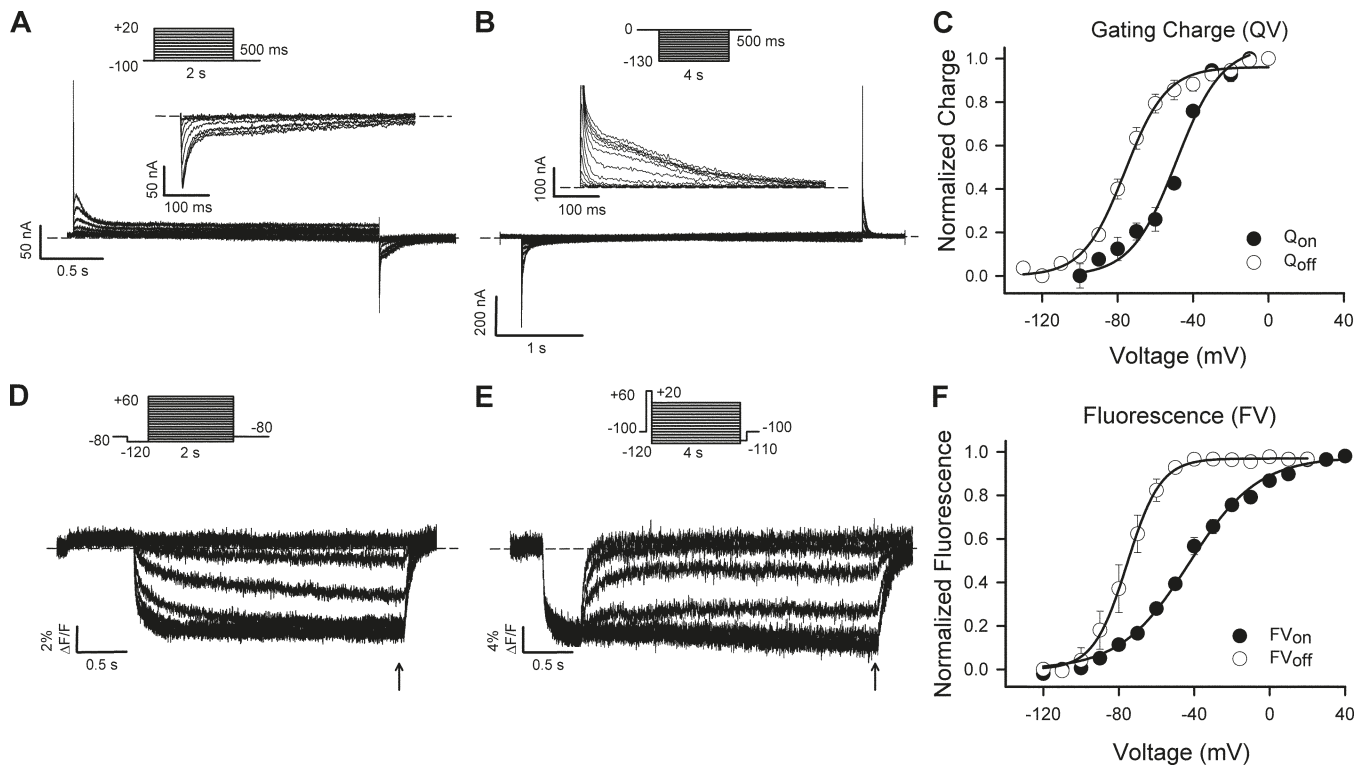 A
+20
-100
500 ms
2 s
50 nA
100 ms
50 nA
0.5 s
B
0
-130
500 ms
4 s
100 nA
100 ms
200 nA
1 s
C
Gating Charge (QV)
Normalized Charge
1.0
0.8
0.6
0.4
0.2
0.0
Qon
Qoff
-120
-80
-40
0
40
Voltage (mV)
D
+60
-80
-80
-120
2 s
2%
ΔF/F
0.5 s
E
+60
+20
-100
-100
-120
4 s
-110
4%
ΔF/F
0.5 s
F
Fluorescence (FV)
Normalized Fluorescence
1.0
0.8
0.6
0.4
0.2
0.0
FVon
FVoff
-120
-80
-40
0
40
Voltage (mV)